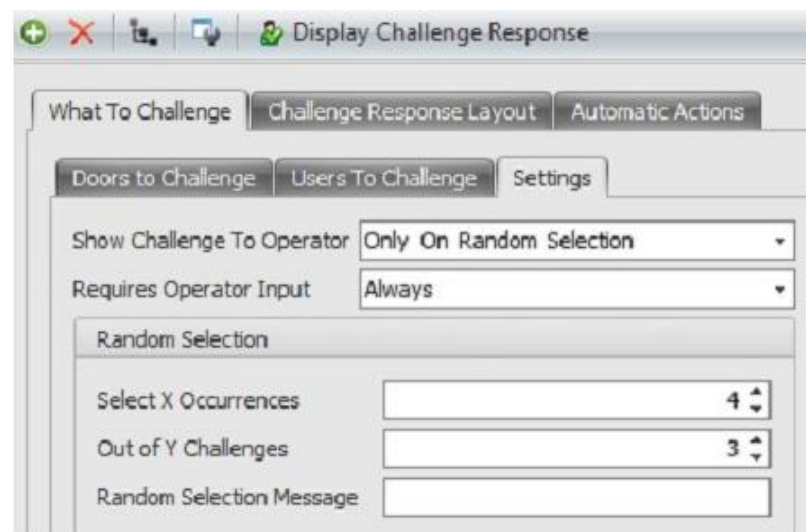 Display Challenge Response
What To Challenge Challenge Response Layout Automatic Actions
Doors to Challenge Users To Challenge Settings
Show Challenge To Operator Only On Random Selection
Requires Operator Input Always
Random Selection
Select X Occurrences 4
Out of Y Challenges 3
Random Selection Message